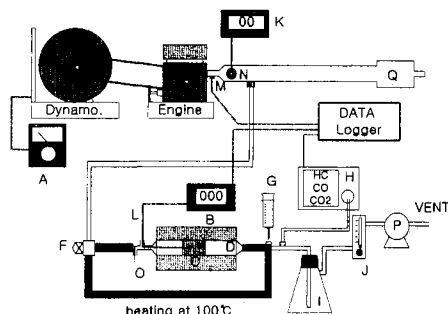 00
K
N
M
Q
Dynamo.
Engine
DATA
Logger
A
000
HC
CO
CO2
H
G
VENT
L
B
P
F
D
O
J
I
heating at 100℃